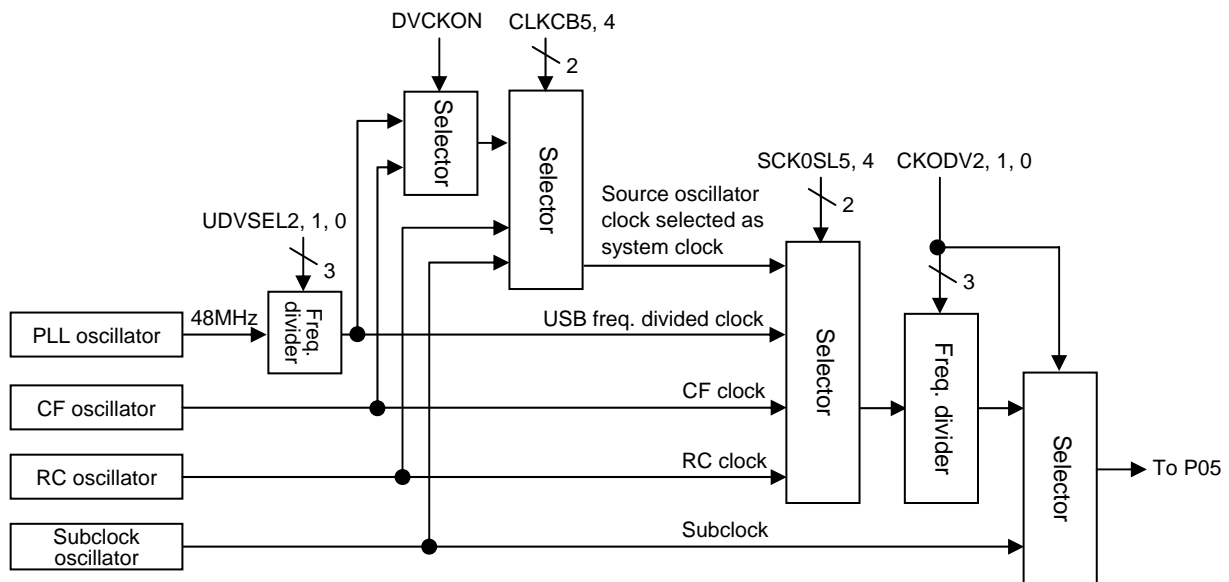 DVCKON
CLKCB5, 4
2
Selector
Selector
SCK0SL5, 4
CKODV2, 1, 0
2
3
Source oscillator
clock selected as
system clock
UDVSEL2, 1, 0
3
PLL oscillator
48MHz
Freq.
divider
USB freq. divided clock
Selector
Freq. divider
Selector
CF oscillator
CF clock
RC oscillator
RC clock
To P05
Subclock
oscillator
Subclock